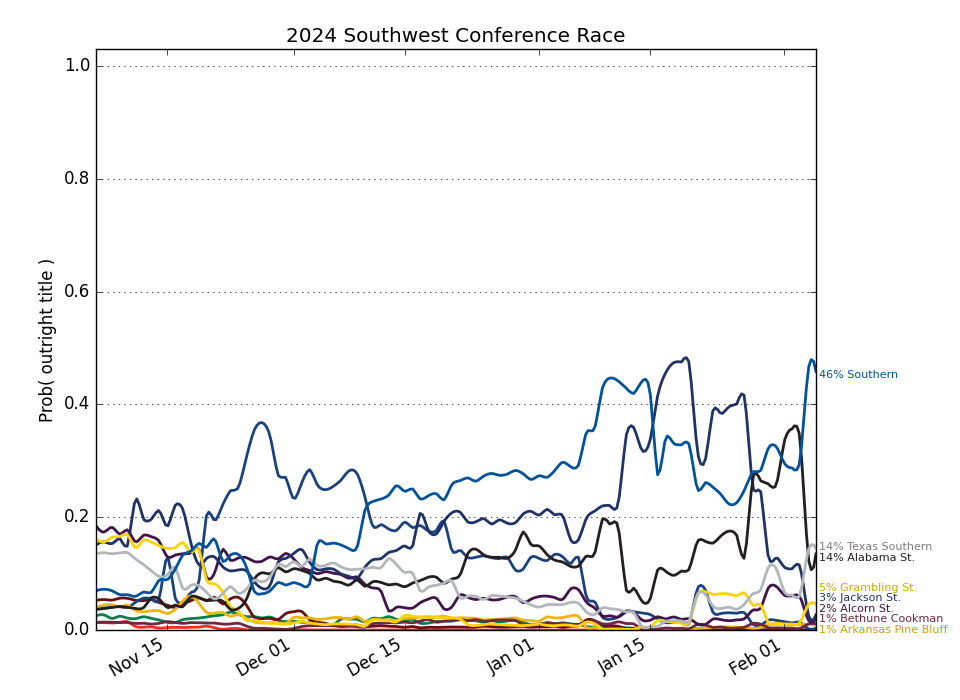 2024 Southwest Conference Race
Prob( outright title )
1.0
0.8
0.6
0.4
0.2
0.0
Nov 15
Dec 01
Dec 15
Jan 01
Jan 15
Feb 01
46% Southern
14% Texas Southern
14% Alabama St.
5% Grambling St.
3% Jackson St.
2% Alcorn St.
1% Bethune Cookman
1% Arkansas Pine Bluff